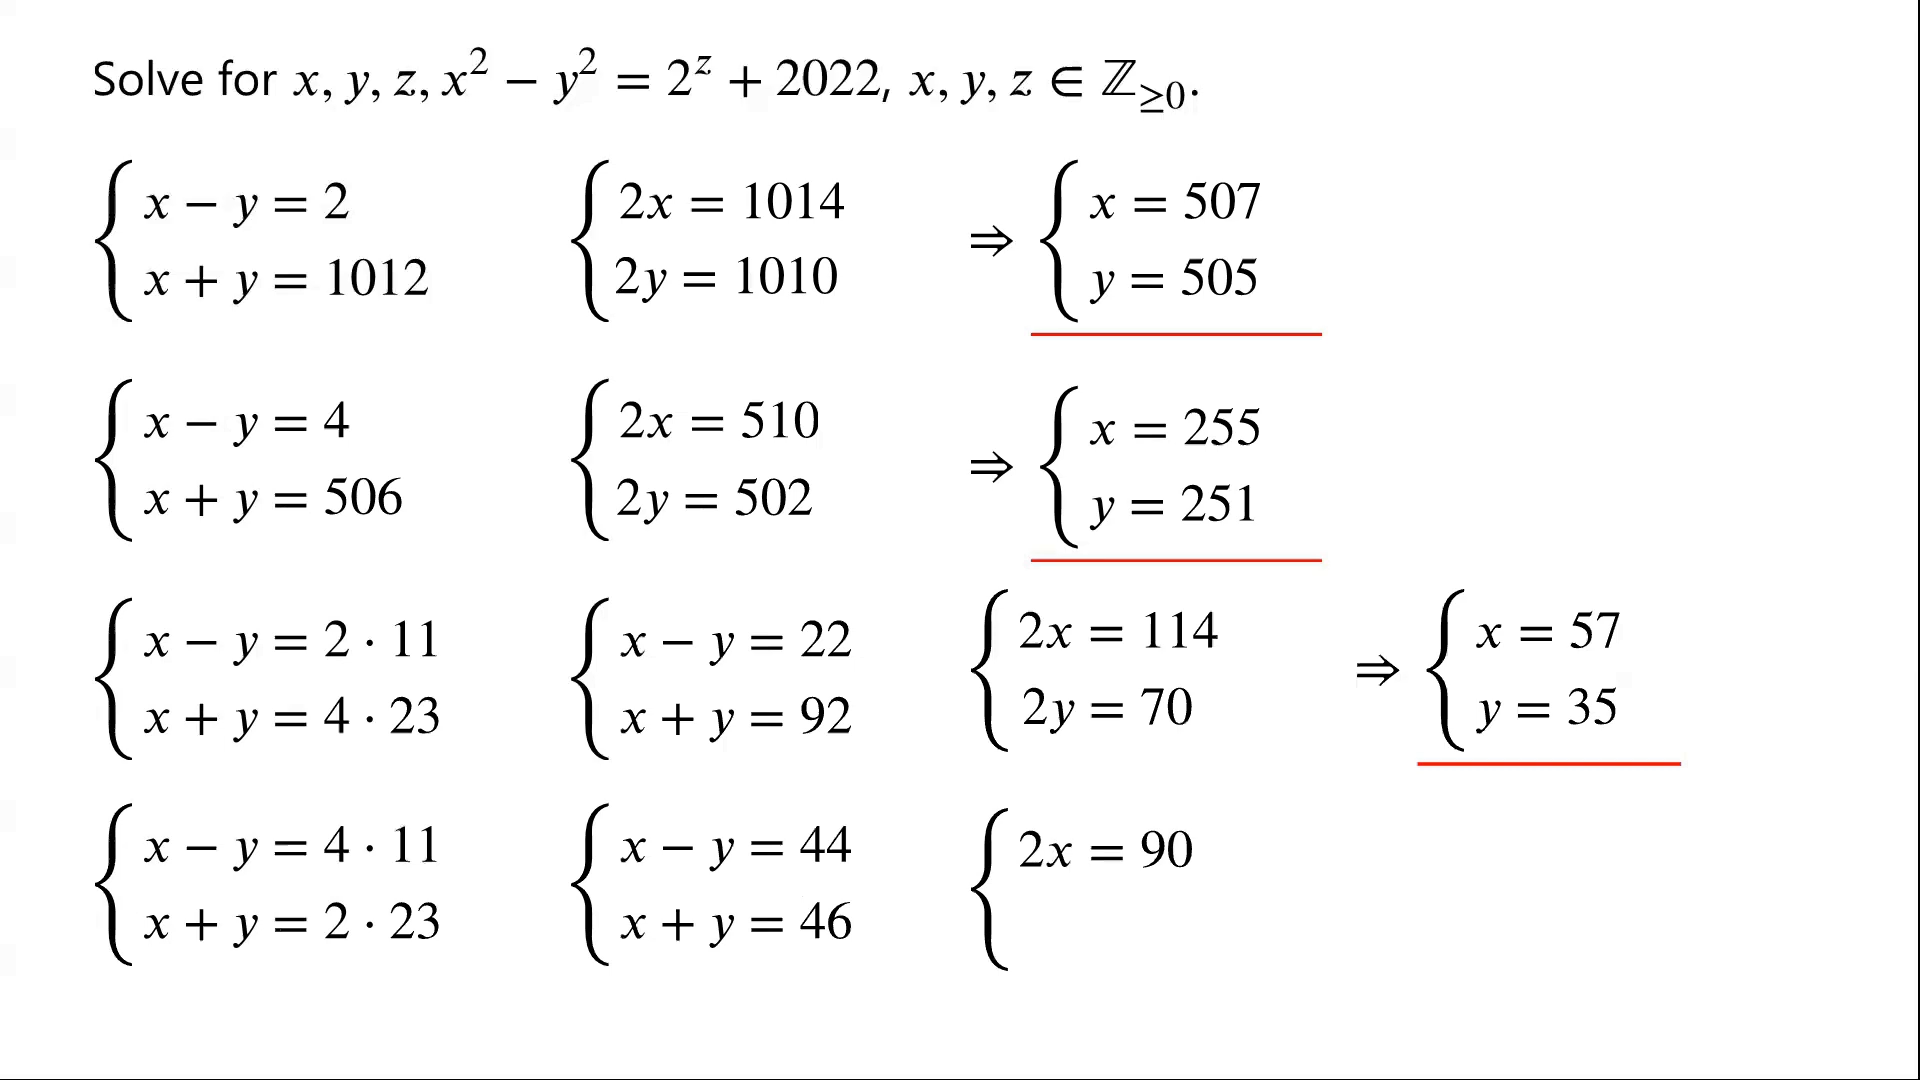 Solve for x, y, z, x² − y² = 2ᶻ + 2022, x, y, z ∈ ℤ≥0.
x − y = 2
x + y = 1012
2x = 1014
2y = 1010
⇒ x = 507
y = 505
x − y = 4
x + y = 506
2x = 510
2y = 502
⇒ x = 255
y = 251
x − y = 2 · 11
x + y = 4 · 23
x − y = 22
x + y = 92
2x = 114
2y = 70
⇒ x = 57
y = 35
x − y = 4 · 11
x + y = 2 · 23
x − y = 44
x + y = 46
2x = 90